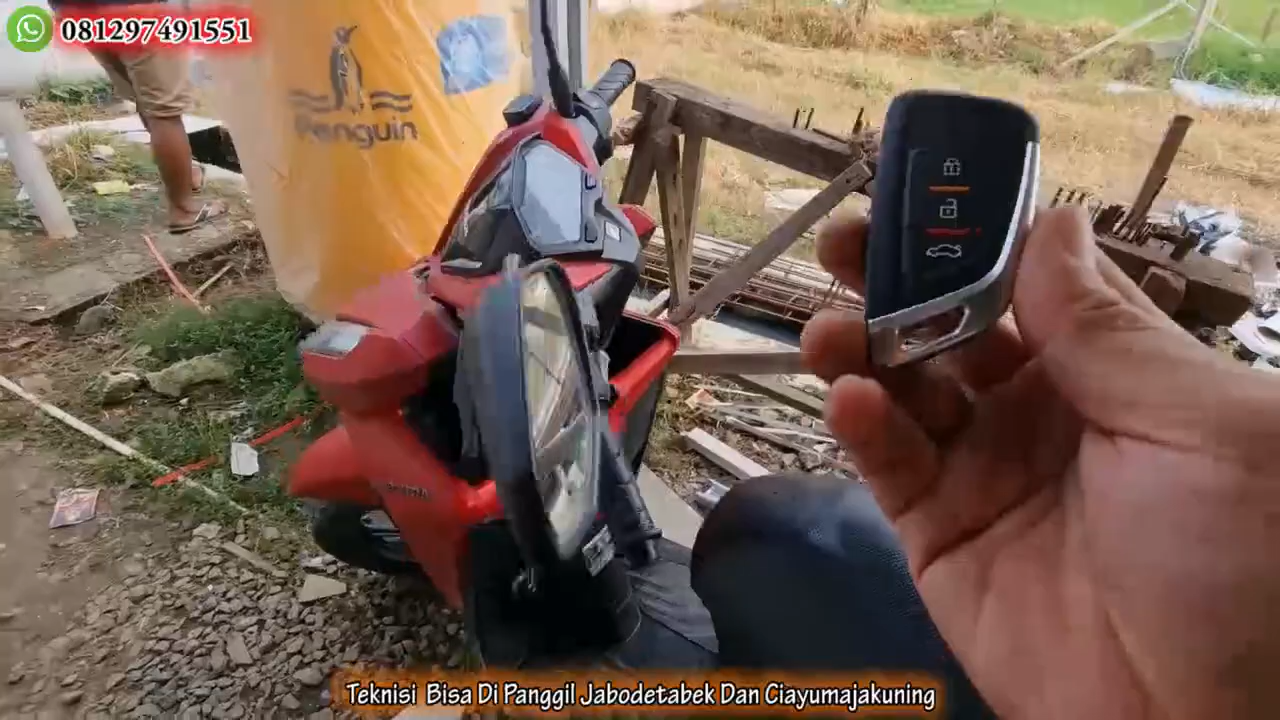 081297491551
Penguin
Teknisi Bisa Di Panggil Jabodetabek Dan Ciayumajakuning